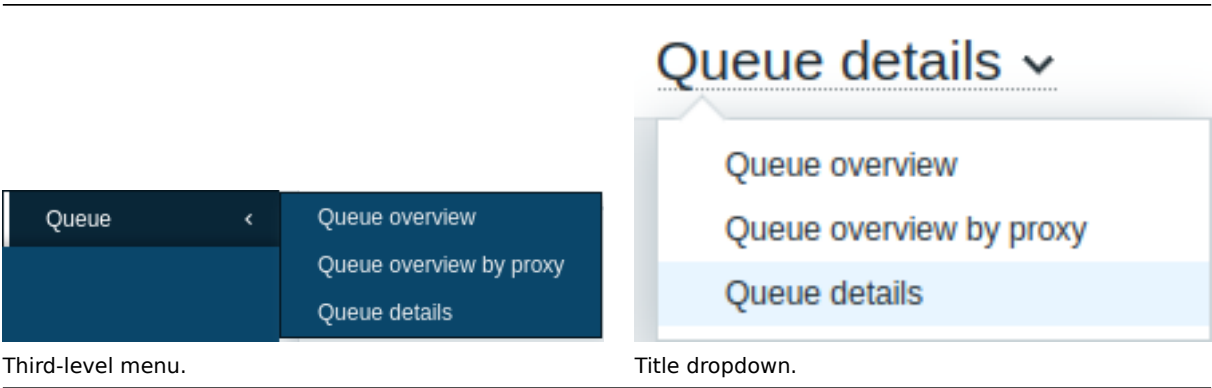 Queue
Queue overview
Queue overview by proxy
Queue details
Third-level menu.
Queue details
Queue overview
Queue overview by proxy
Queue details
Title dropdown.